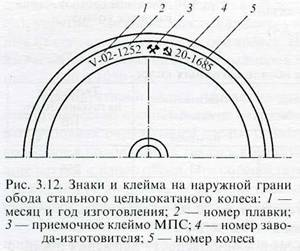 1 2 3 4 5
V-02-1252 20-1685
Рис. 3.12. Знаки и клейма на наружной грани
обода стального цельнокатаного колеса: 1 —
месяц и год изготовления; 2 — номер плавки;
3 — приемочное клеймо МПС; 4 — номер заво-
да-изготовителя; 5 — номер колеса